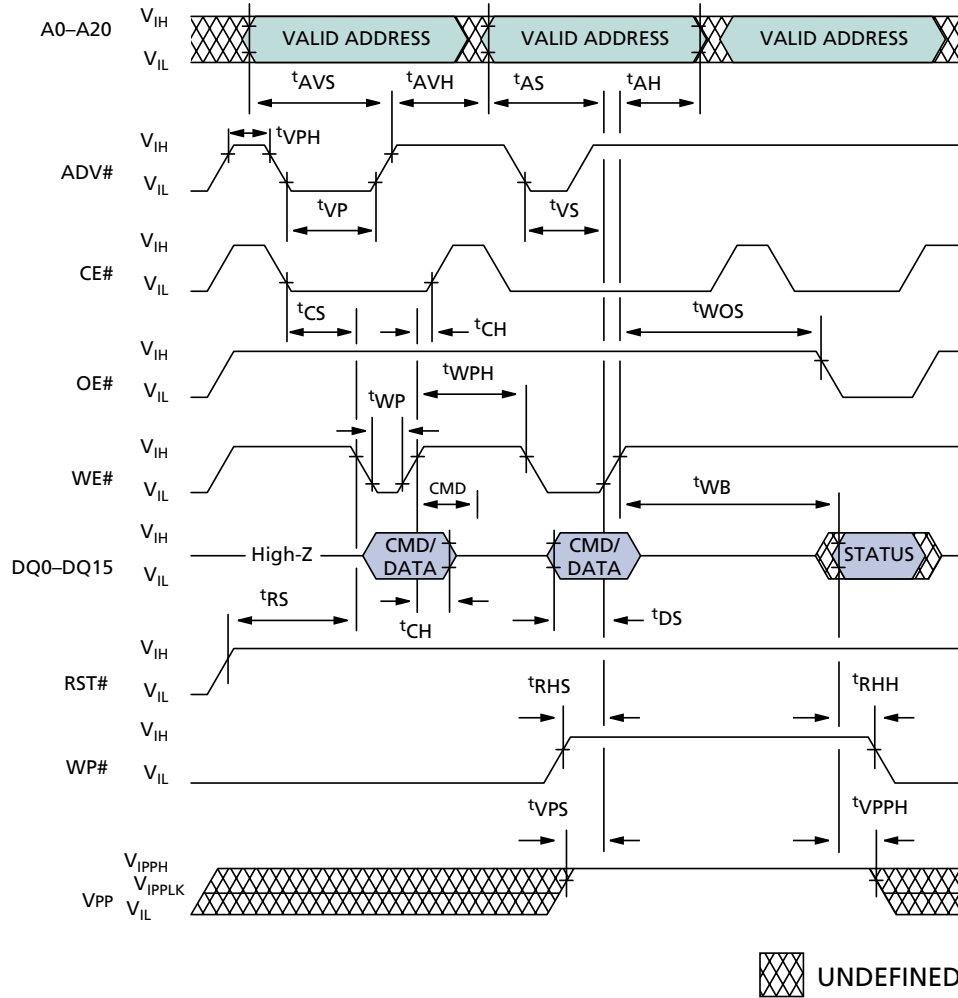 A0–A20
VIH
VIL
VALID ADDRESS
VALID ADDRESS
VALID ADDRESS
tAVS
tAVH
tAS
tAH
ADV#
VIH
VIL
tVPH
tVP
tVS
CE#
VIH
VIL
tCS
tCH
tWOS
OE#
VIH
VIL
tWP
tWPH
WE#
VIH
VIL
CMD
tWB
DQ0–DQ15
VIH
VIL
High-Z
CMD/
DATA
CMD/
DATA
STATUS
tRS
tCH
tDS
RST#
VIH
VIL
tRHS
tRHH
WP#
VIH
VIL
tVPS
tVPPH
VPP
VIPPH
VIPPLK
VIL
UNDEFINED